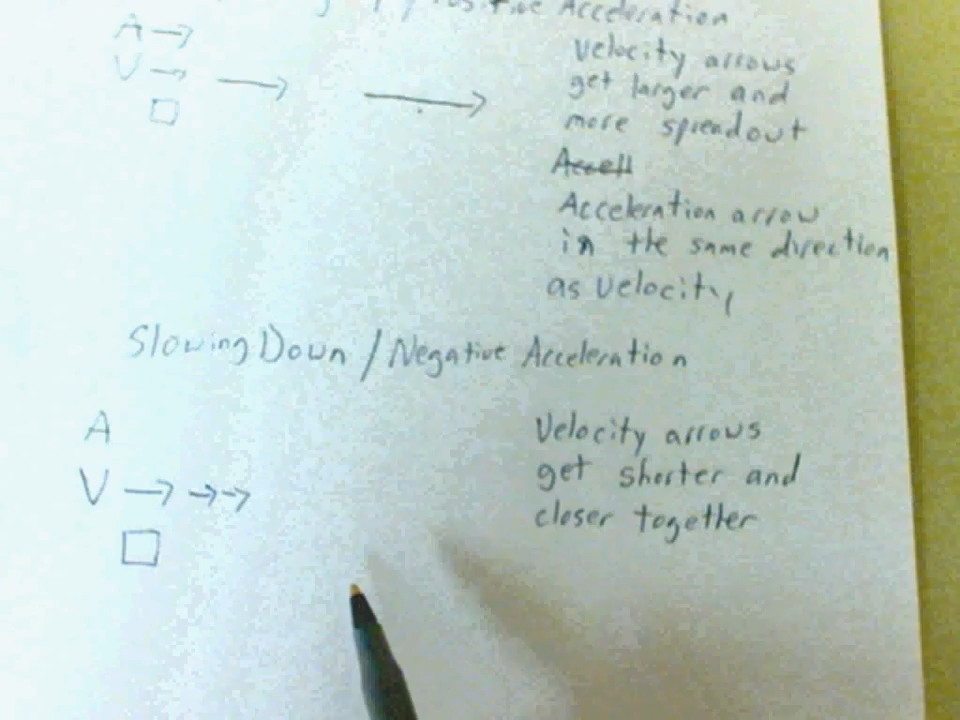 Positive Acceleration
A
V
Velocity arrows
get larger and
more spreadout
Accell
Acceleration arrow
in the same direction
as velocity
Slowing Down / Negative Acceleration
A
V
Velocity arrows
get shorter and
closer together